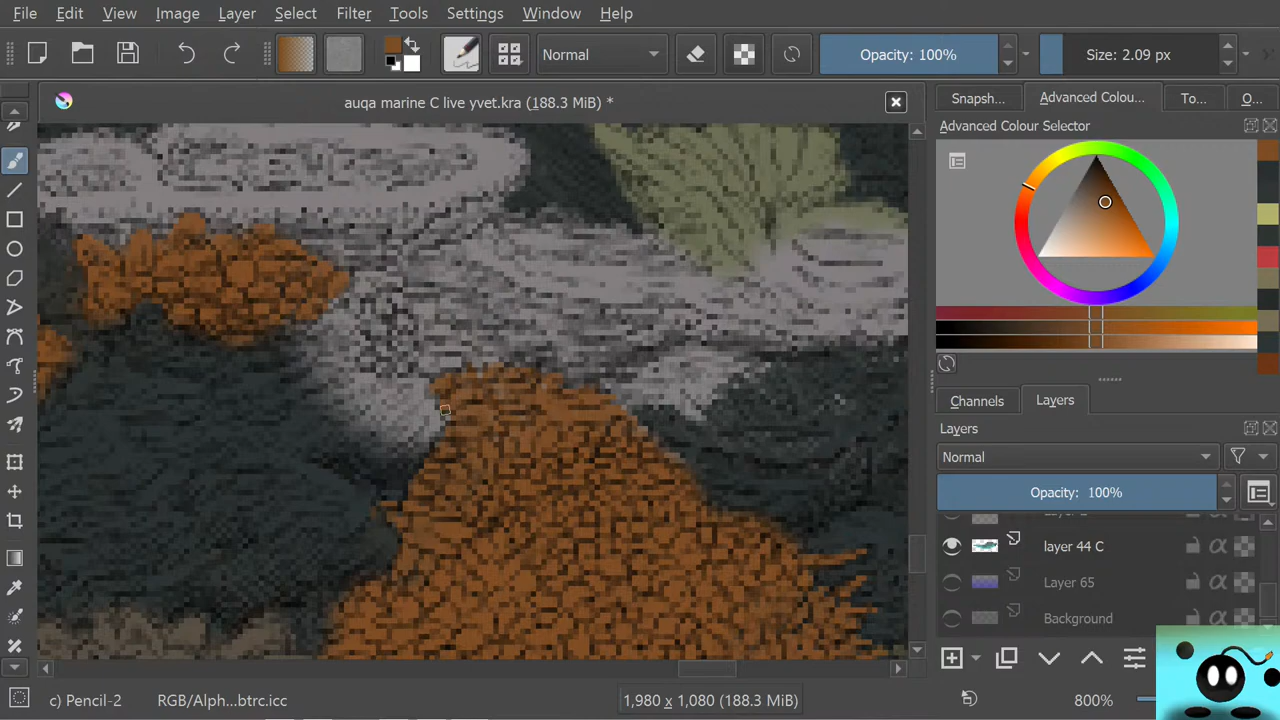 File Edit View Image Layer Select Filter Tools Settings Window Help
Normal Opacity: 100% Size: 2.09 px
auqa marine C live yvet.kra (188.3 MiB) *
Snapsh... Advanced Colou... To... O...
Advanced Colour Selector
Channels Layers
Layers
Normal
Opacity: 100%
layer 44 C
Layer 65
Background
c) Pencil-2 RGB/Alph...btrc.icc 1,980 x 1,080 (188.3 MiB) 800%